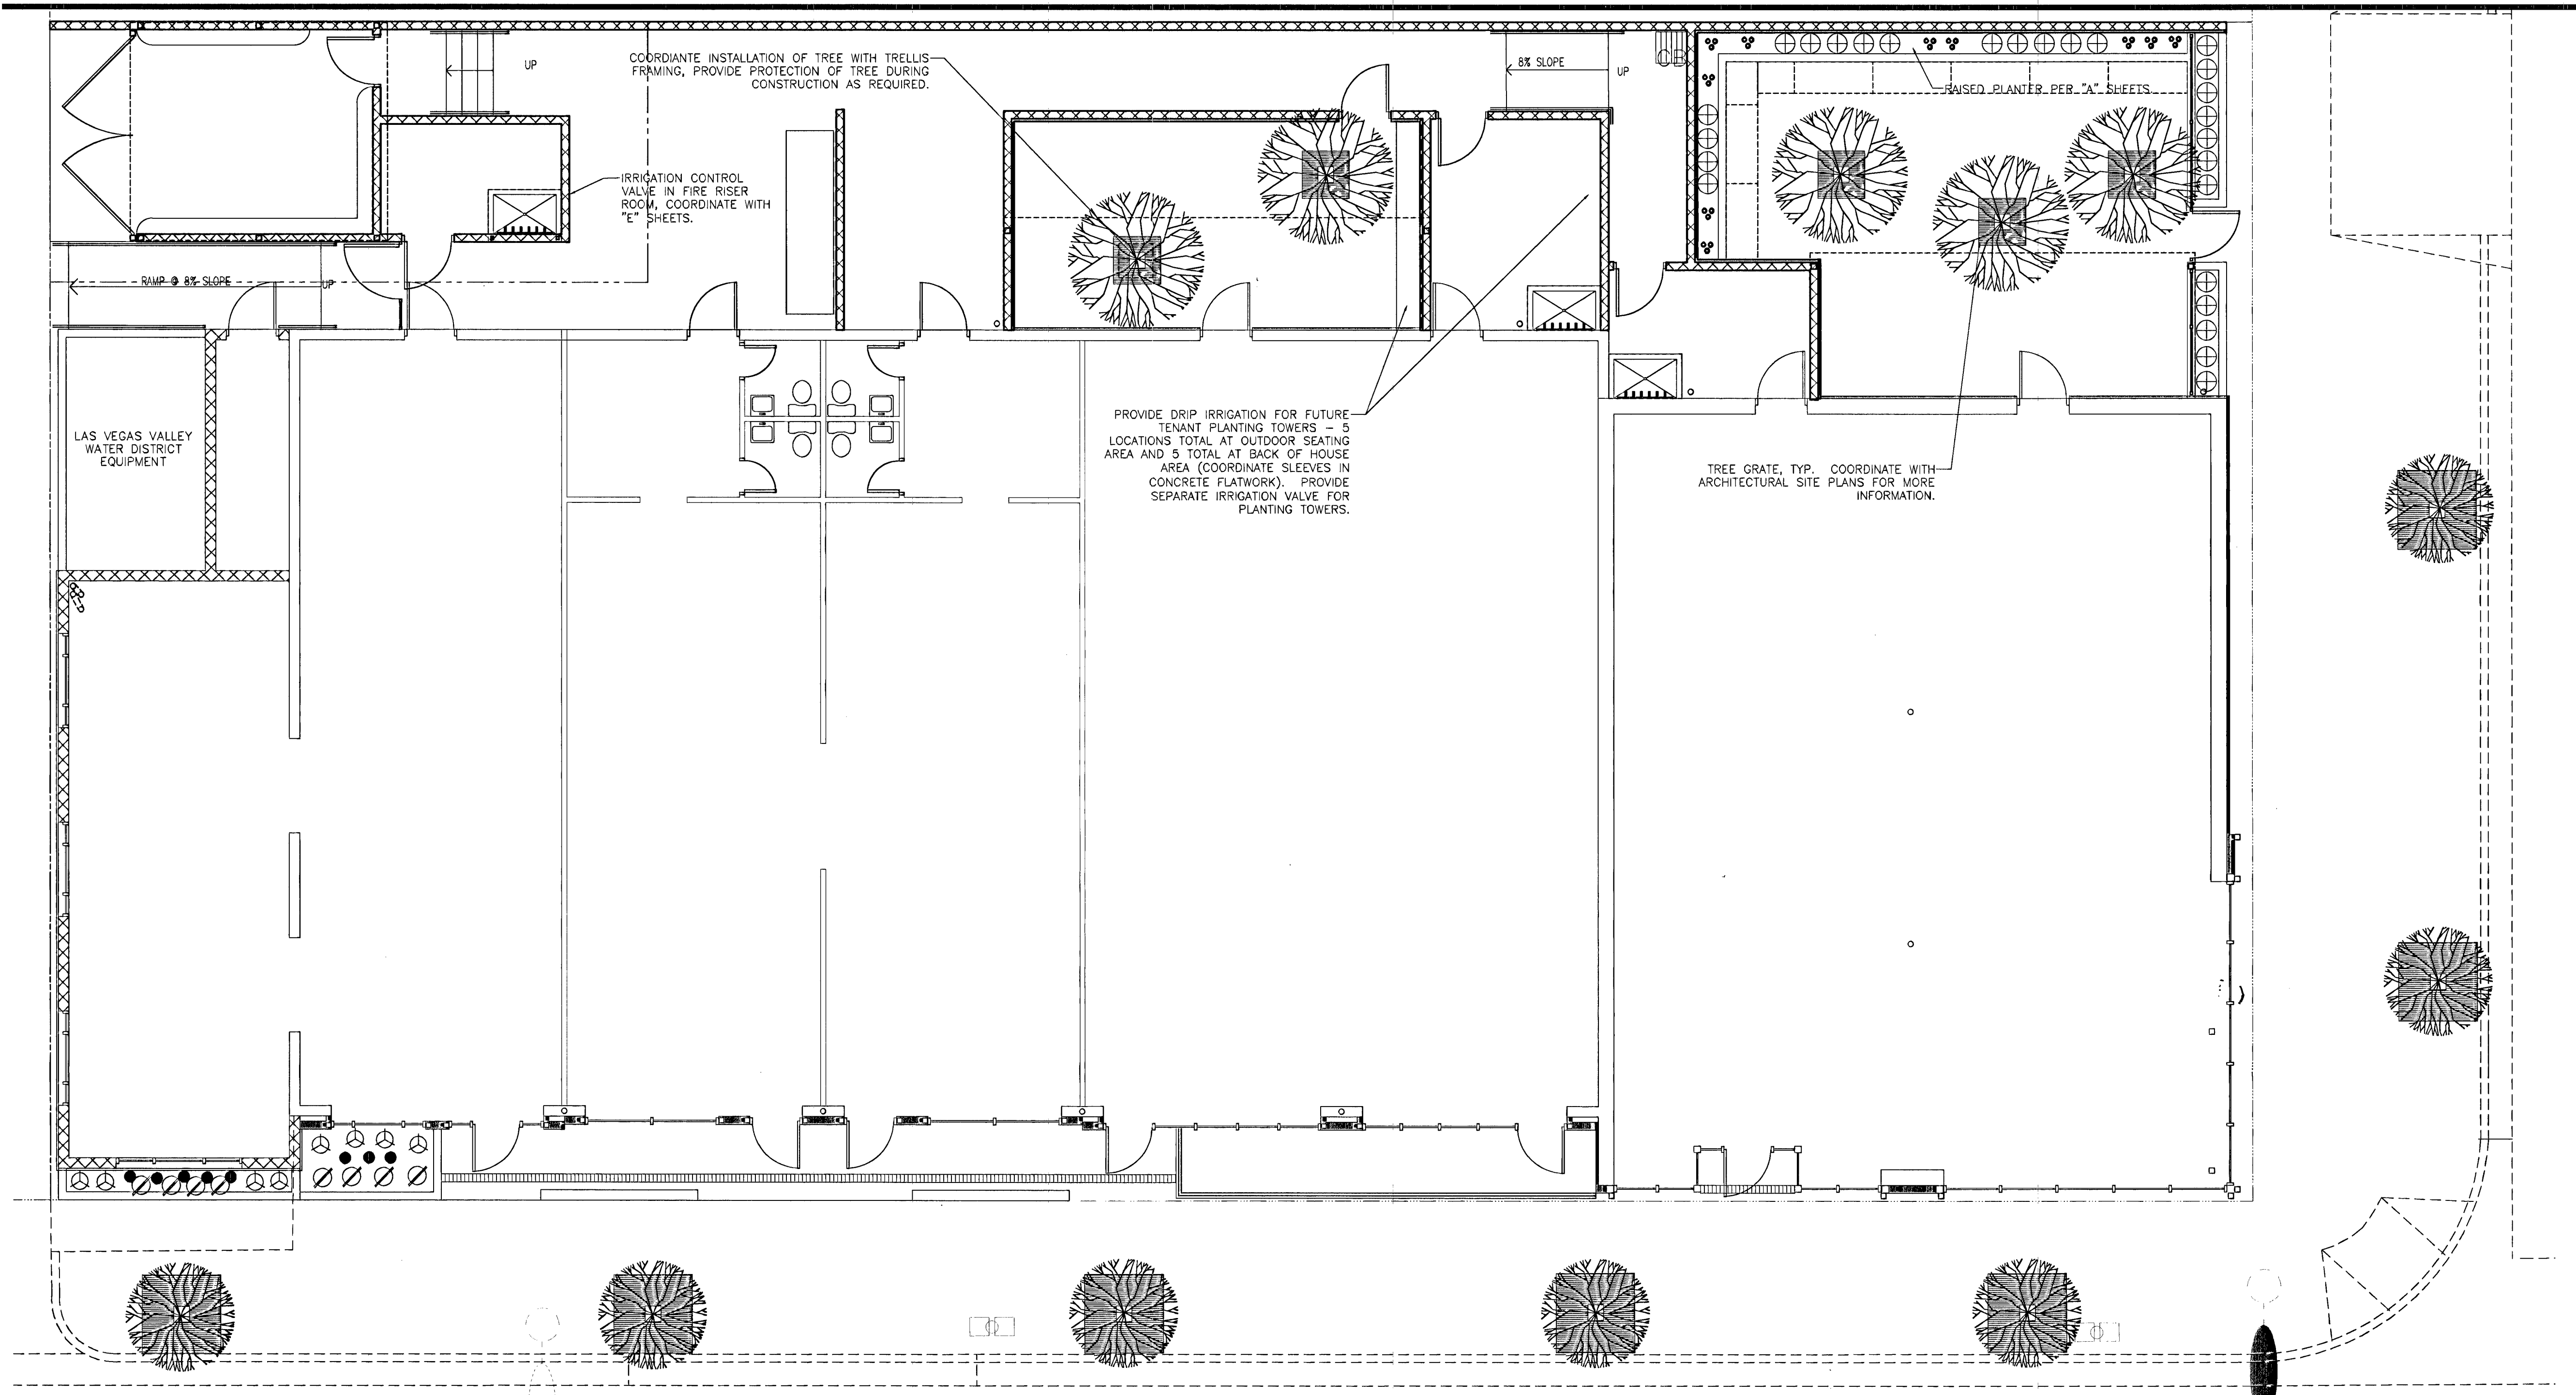 COORDIANTE INSTALLATION OF TREE WITH TRELLIS
FRAMING, PROVIDE PROTECTION OF TREE DURING
CONSTRUCTION AS REQUIRED.
UP
8% SLOPE
UP
RAISED PLANTER PER "A" SHEETS.
IRRIGATION CONTROL
VALVE IN FIRE RISER
ROOM, COORDINATE WITH
"E" SHEETS.
RAMP @ 8% SLOPE
UP
LAS VEGAS VALLEY
WATER DISTRICT
EQUIPMENT
PROVIDE DRIP IRRIGATION FOR FUTURE
TENANT PLANTING TOWERS – 5
LOCATIONS TOTAL AT OUTDOOR SEATING
AREA AND 5 TOTAL AT BACK OF HOUSE
AREA (COORDINATE SLEEVES IN
CONCRETE FLATWORK). PROVIDE
SEPARATE IRRIGATION VALVE FOR
PLANTING TOWERS.
TREE GRATE, TYP. COORDINATE WITH
ARCHITECTURAL SITE PLANS FOR MORE
INFORMATION.